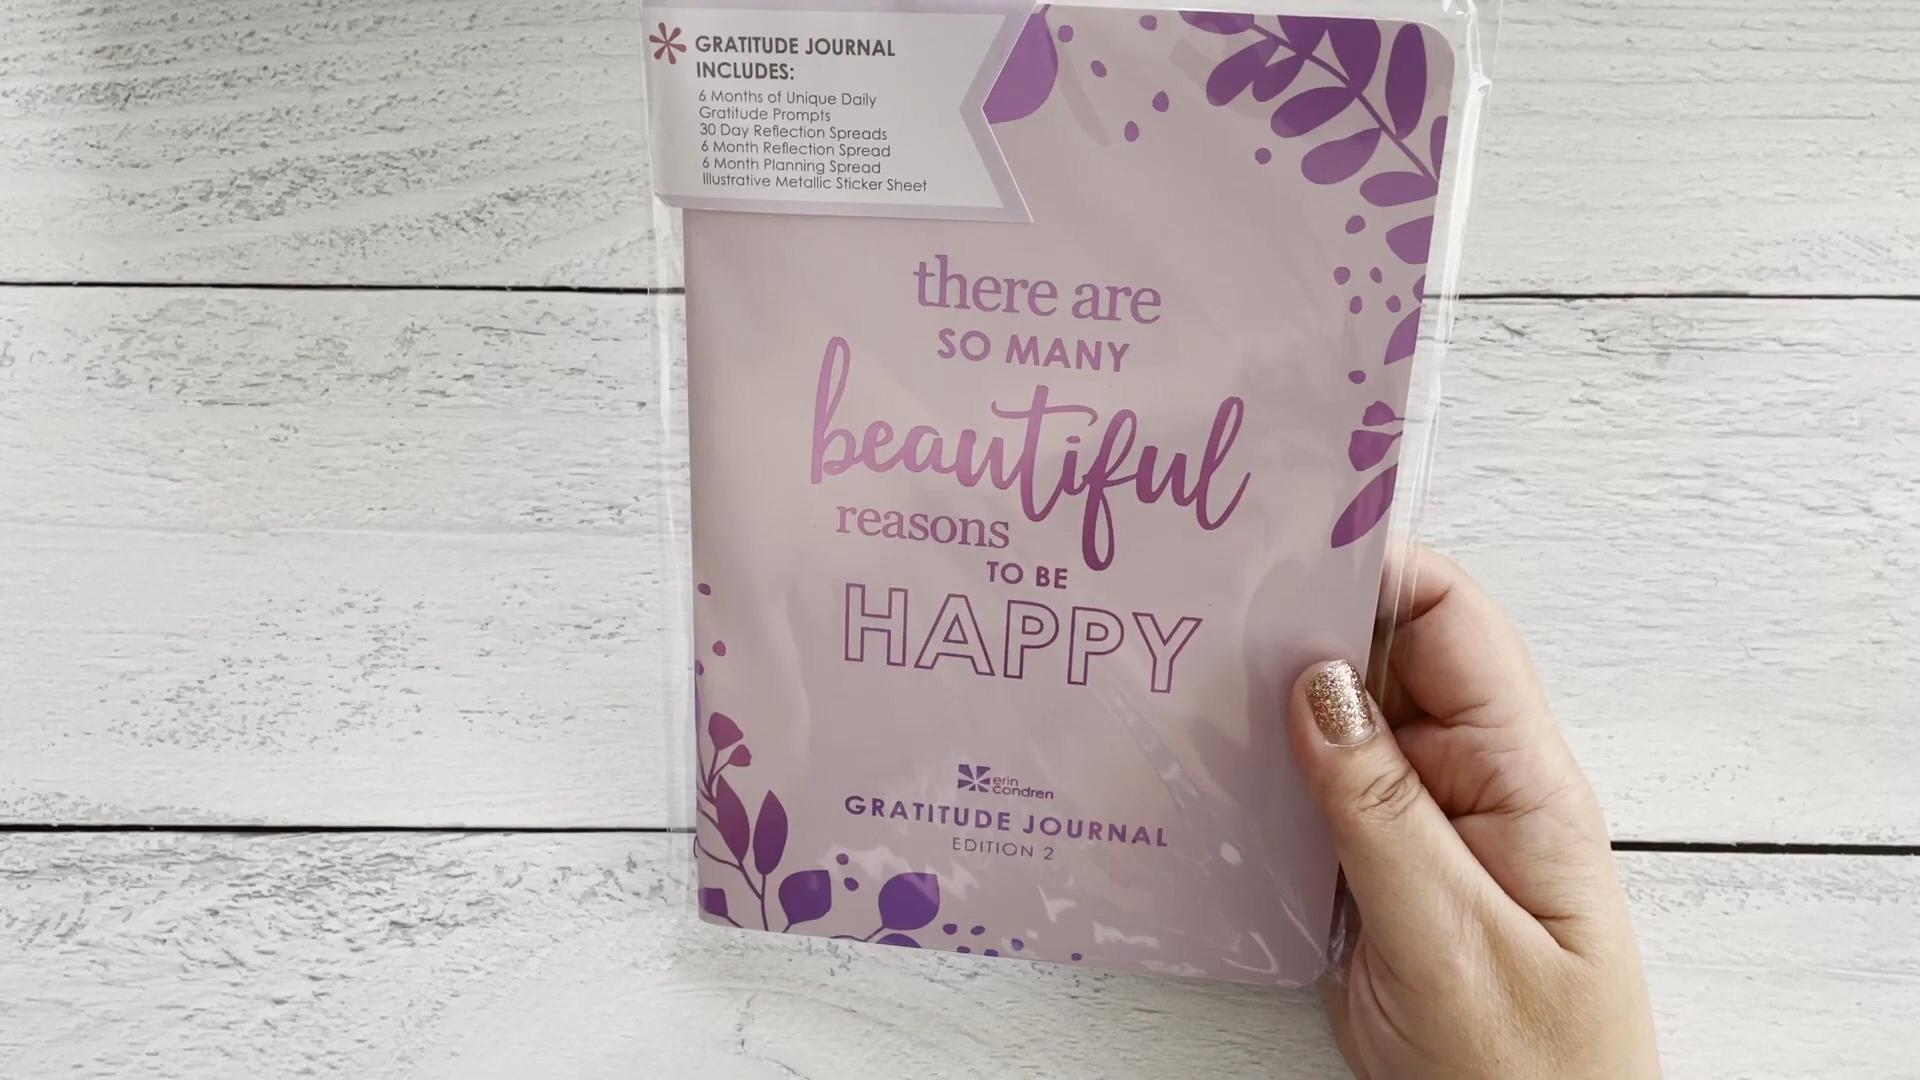 GRATITUDE JOURNAL
INCLUDES:
6 Months of Unique Daily
Gratitude Prompts
30 Day Reflection Spreads
6 Month Reflection Spread
6 Month Planning Spread
Illustrative Metallic Sticker Sheet
there are
SO MANY
beautiful
reasons
TO BE
HAPPY
erin
condren
GRATITUDE JOURNAL
EDITION 2